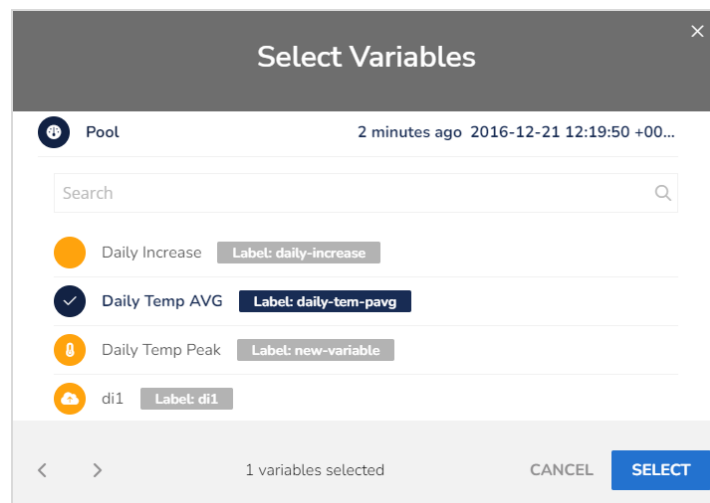 Select Variables
Pool 2 minutes ago 2016-12-21 12:19:50 +00...
Search
Daily Increase Label: daily-increase
Daily Temp AVG Label: daily-tem-pavg
Daily Temp Peak Label: new-variable
di1 Label: di1
1 variables selected CANCEL SELECT